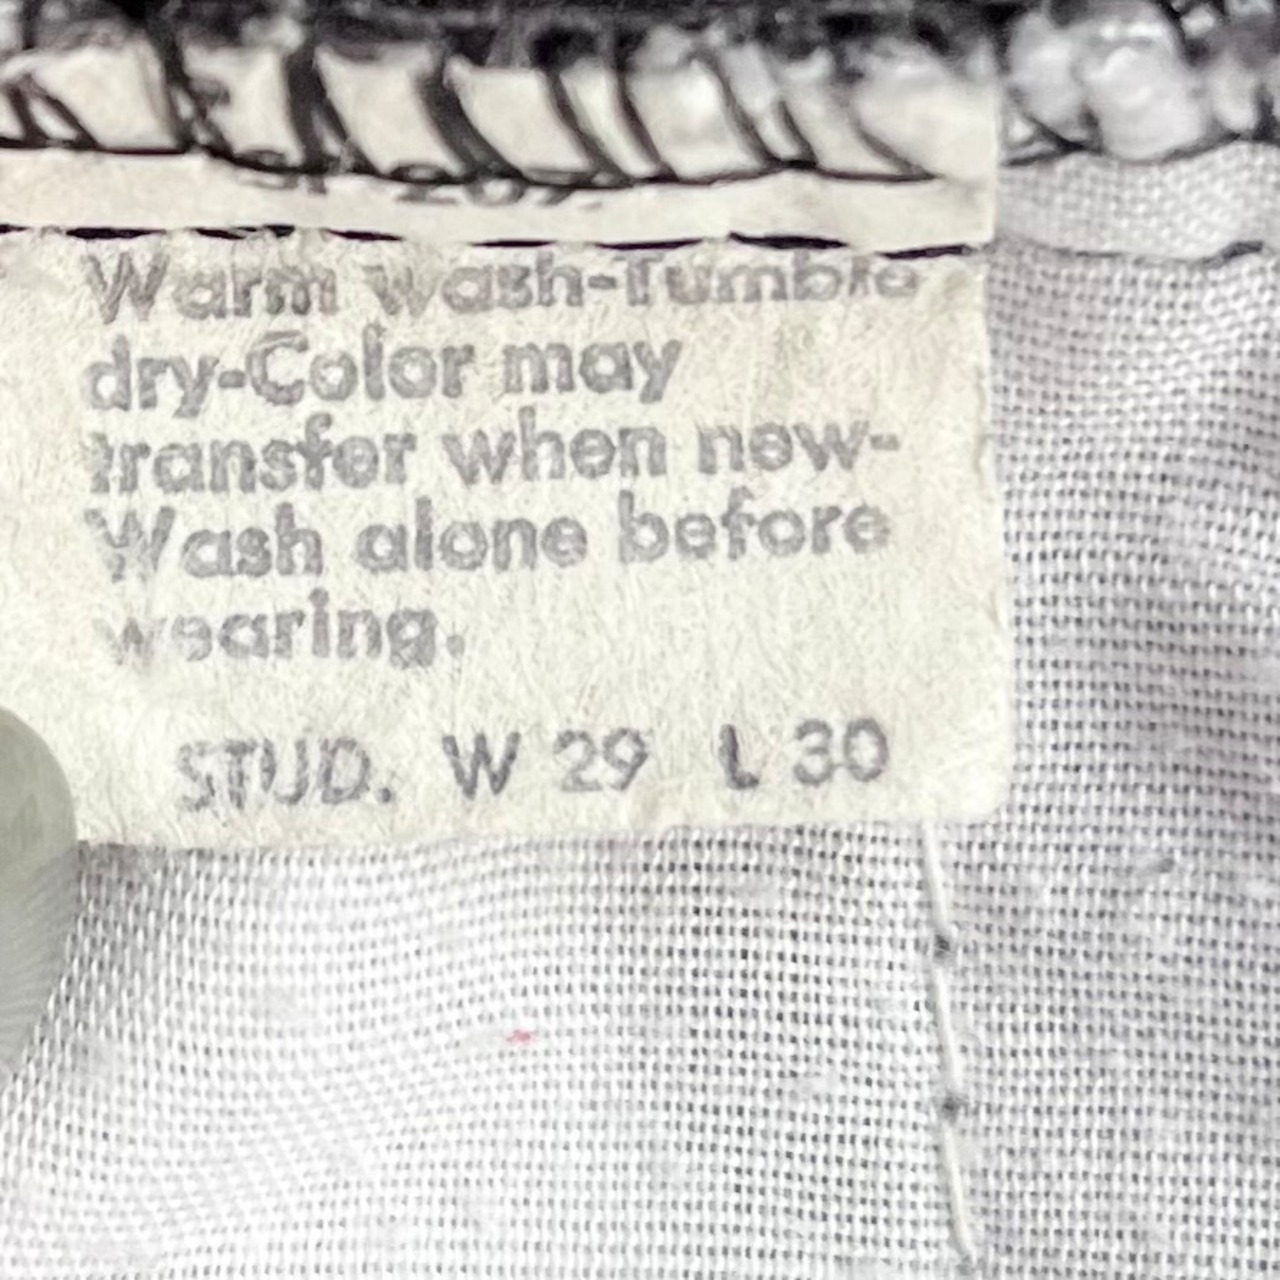 Warm wash-Tumble
dry-Color may
transfer when new-
Wash alone before
wearing.
STUD. W 29 L 30